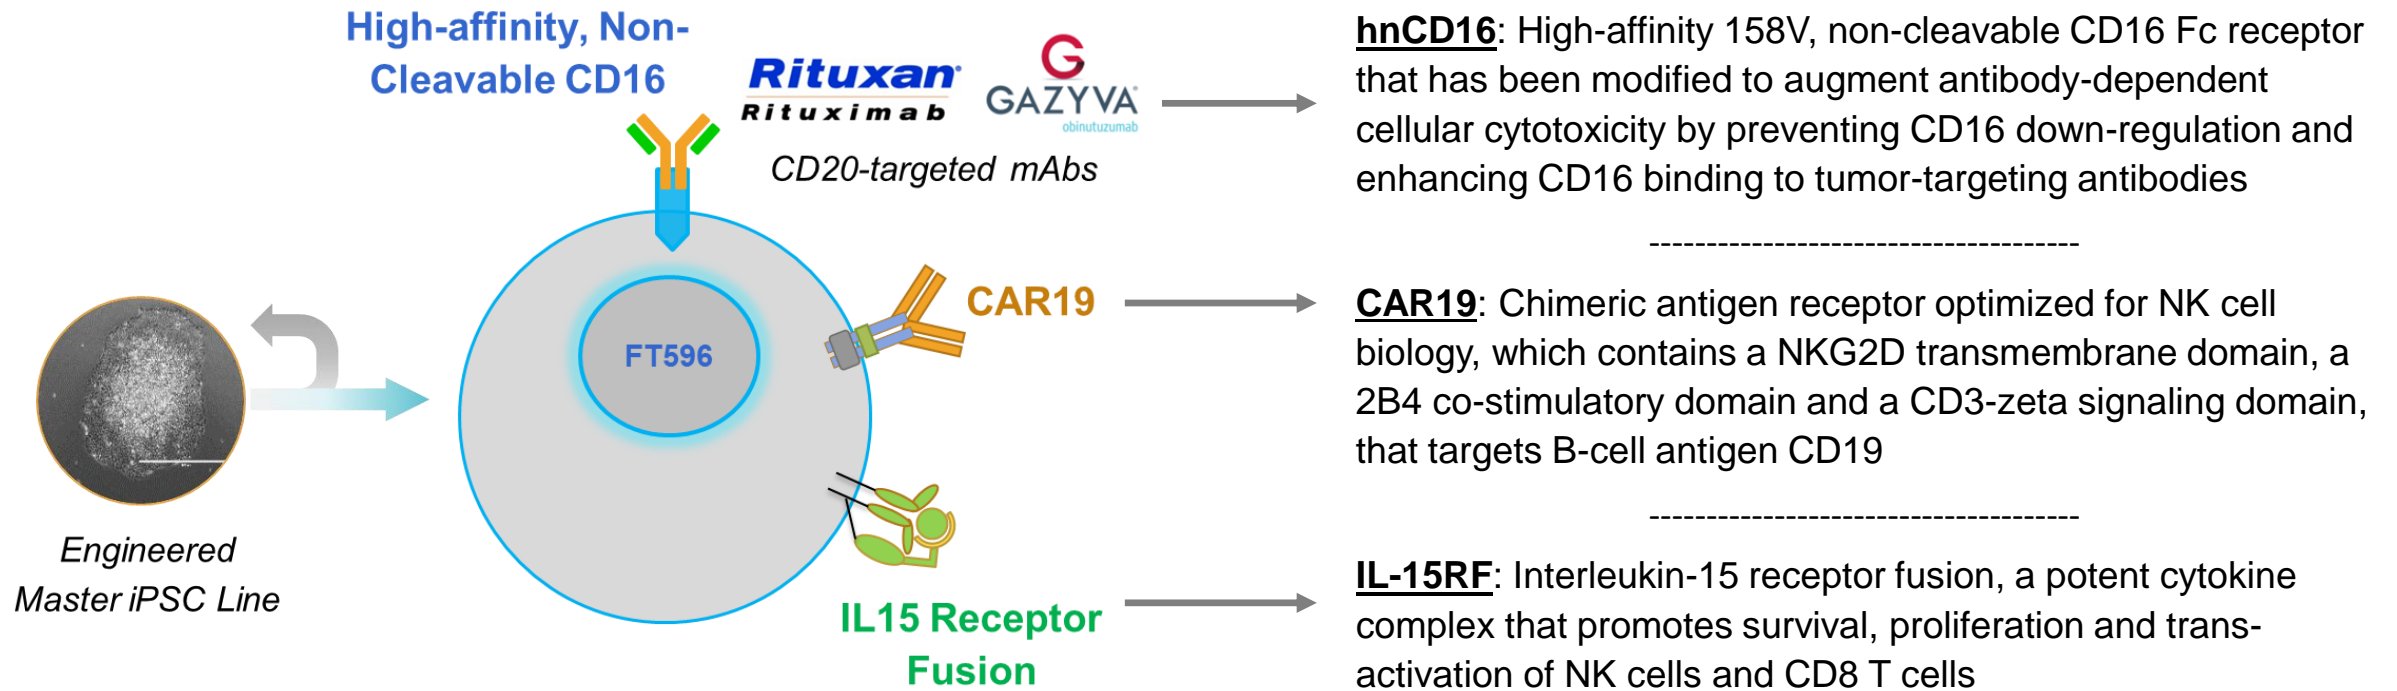 High-affinity, Non-
Cleavable CD16
Rituxan
Rituximab
GAZYVA
obinutuzumab
CD20-targeted mAbs
FT596
CAR19
IL15 Receptor
Fusion
Engineered
Master iPSC Line
hnCD16: High-affinity 158V, non-cleavable CD16 Fc receptor
that has been modified to augment antibody-dependent
cellular cytotoxicity by preventing CD16 down-regulation and
enhancing CD16 binding to tumor-targeting antibodies
-------------------------------------
CAR19: Chimeric antigen receptor optimized for NK cell
biology, which contains a NKG2D transmembrane domain, a
2B4 co-stimulatory domain and a CD3-zeta signaling domain,
that targets B-cell antigen CD19
-------------------------------------
IL-15RF: Interleukin-15 receptor fusion, a potent cytokine
complex that promotes survival, proliferation and trans-
activation of NK cells and CD8 T cells